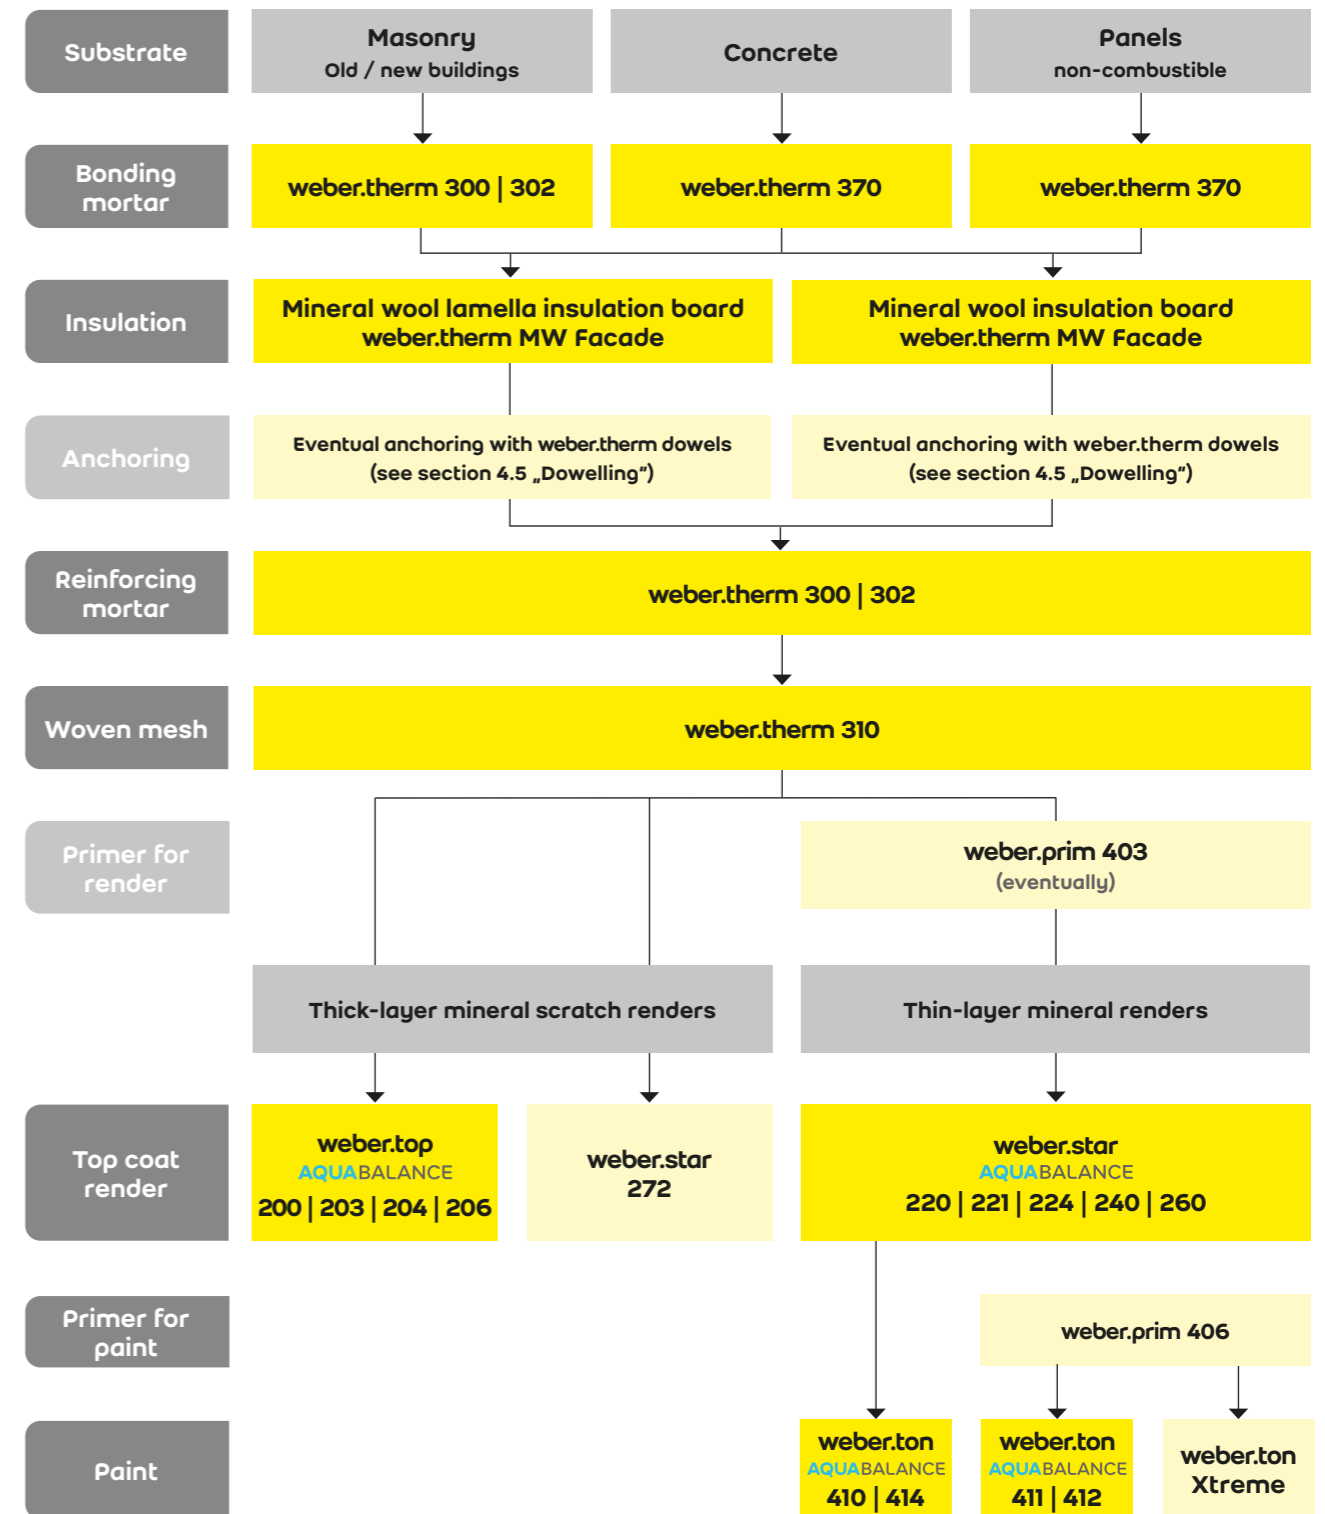 Substrate
Masonry
Old / new buildings
Concrete
Panels
non-combustible
Bonding
mortar
weber.therm 300 | 302
weber.therm 370
weber.therm 370
Insulation
Mineral wool lamella insulation board
weber.therm MW Facade
Mineral wool insulation board
weber.therm MW Facade
Anchoring
Eventual anchoring with weber.therm dowels
(see section 4.5 „Dowelling“)
Eventual anchoring with weber.therm dowels
(see section 4.5 „Dowelling“)
Reinforcing
mortar
weber.therm 300 | 302
Woven mesh
weber.therm 310
Primer for
render
weber.prim 403
(eventually)
Thick-layer mineral scratch renders
Thin-layer mineral renders
Top coat
render
weber.top
AQUABALANCE
200 | 203 | 204 | 206
weber.star
272
weber.star
AQUABALANCE
220 | 221 | 224 | 240 | 260
Primer for
paint
weber.prim 406
Paint
weber.ton
AQUABALANCE
410 | 414
weber.ton
AQUABALANCE
411 | 412
weber.ton
Xtreme